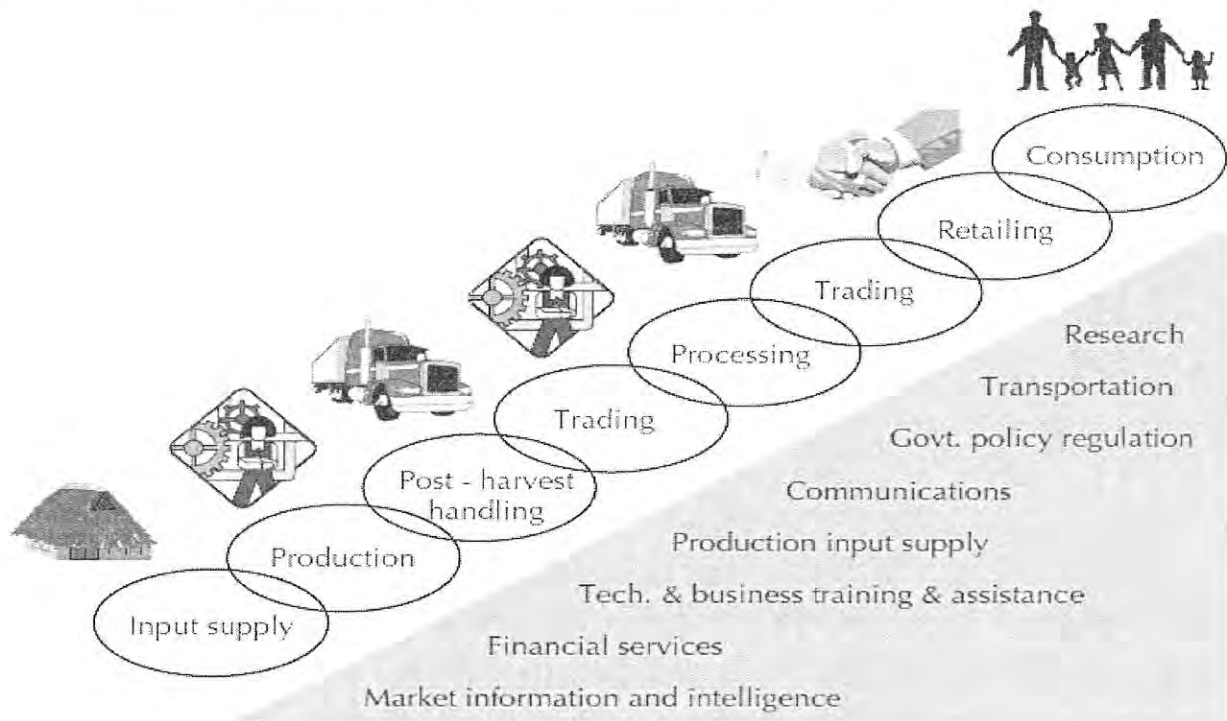 Consumption
Retailing
Trading
Processing
Trading
Post - harvest
handling
Production
Input supply
Research
Transportation
Govt. policy regulation
Communications
Production input supply
Tech. & business training & assistance
Financial services
Market information and intelligence